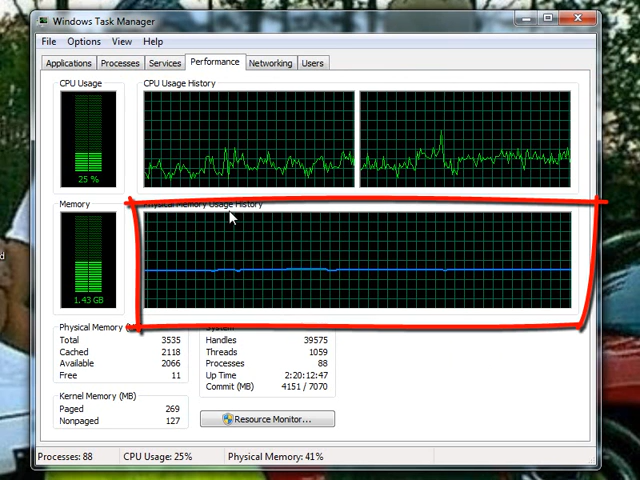 Windows Task Manager
File Options View Help
Applications Processes Services Performance Networking Users
CPU Usage CPU Usage History
25 %
Memory Physical Memory Usage History
1.43 GB
Physical Memory (M
Total 3535
Cached 2118
Available 2066
Free 11
System
Handles 39575
Threads 1059
Processes 88
Up Time 2:20:12:47
Commit (MB) 4151 / 7070
Kernel Memory (MB)
Paged 269
Nonpaged 127
Resource Monitor...
Processes: 88 CPU Usage: 25% Physical Memory: 41%